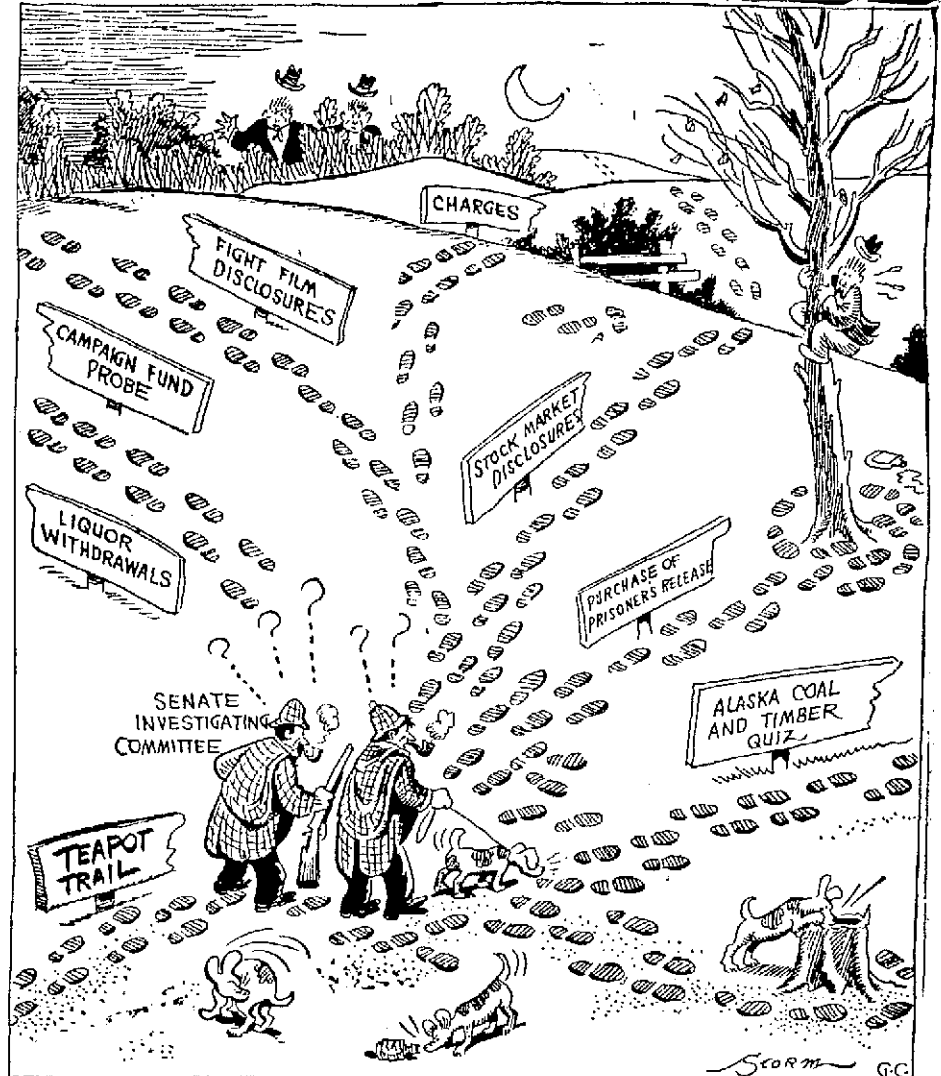 CHARGES
FIGHT FILM
DISCLOSURES
CAMPAIGN FUND
PROBE
STOCK MARKET
DISCLOSURES
LIQUOR
WITHDRAWALS
PURCHASE OF
PRISONERS RELEASE
? ? ? ? ?
SENATE
INVESTIGATING
COMMITTEE
ALASKA COAL
AND TIMBER
QUIZ
TEAPOT
TRAIL
STORM
G.C.